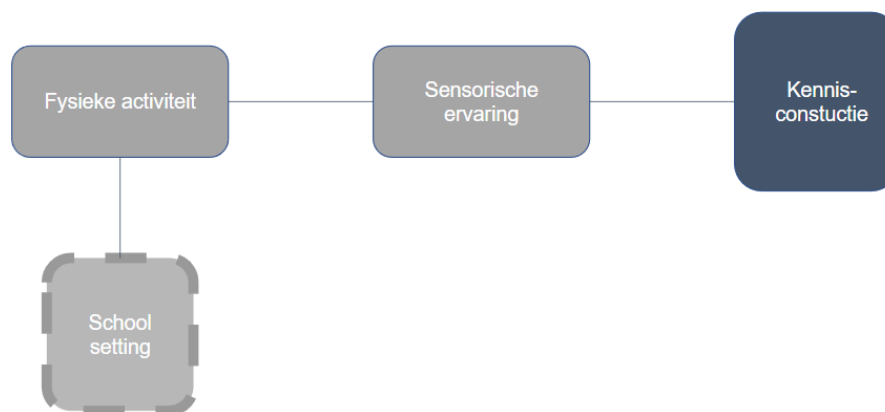 Fysieke activiteit
Sensorische
ervaring
Kennis-
constuctie
School
setting